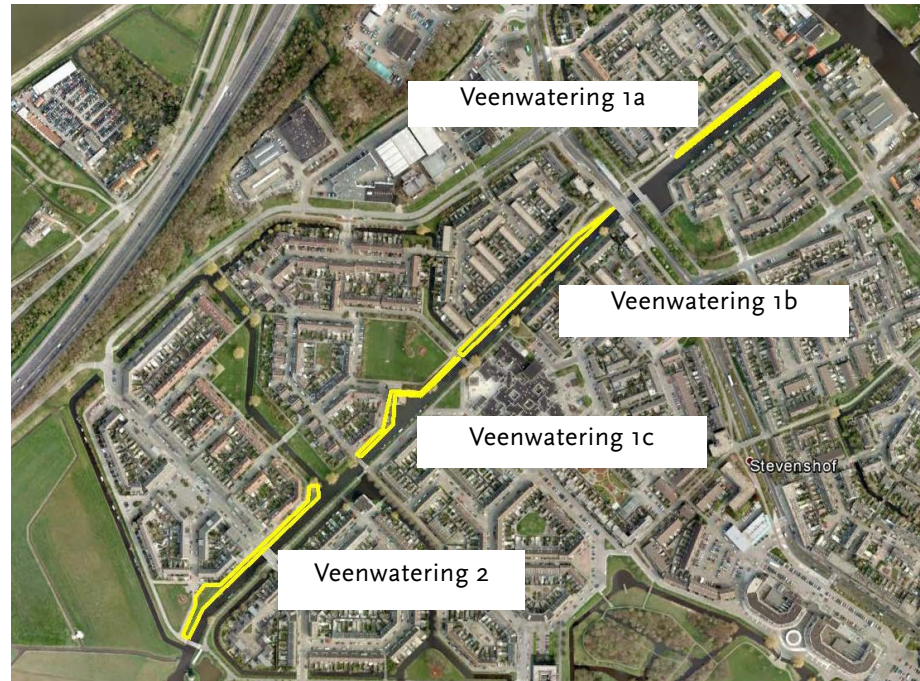 Veenwatering 1a
Veenwatering 1b
Veenwatering 1c
Stevenshof
Veenwatering 2